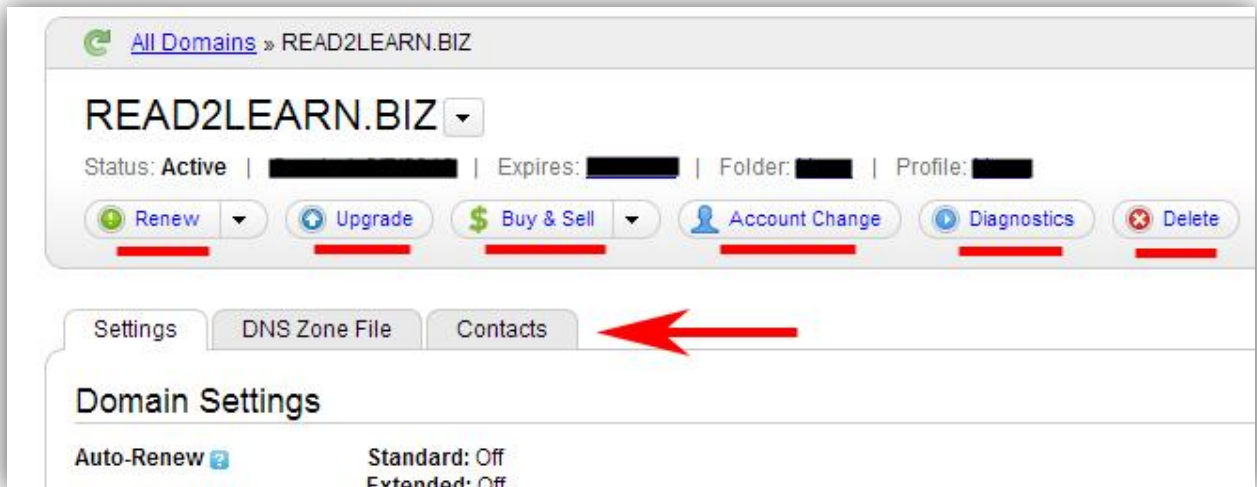 All Domains » READ2LEARN.BIZ
READ2LEARN.BIZ
Status: Active | | Expires: | Folder: | Profile:
Renew Upgrade $ Buy & Sell Account Change Diagnostics Delete
Settings DNS Zone File Contacts
Domain Settings
Auto-Renew ? Standard: Off
Extended: Off